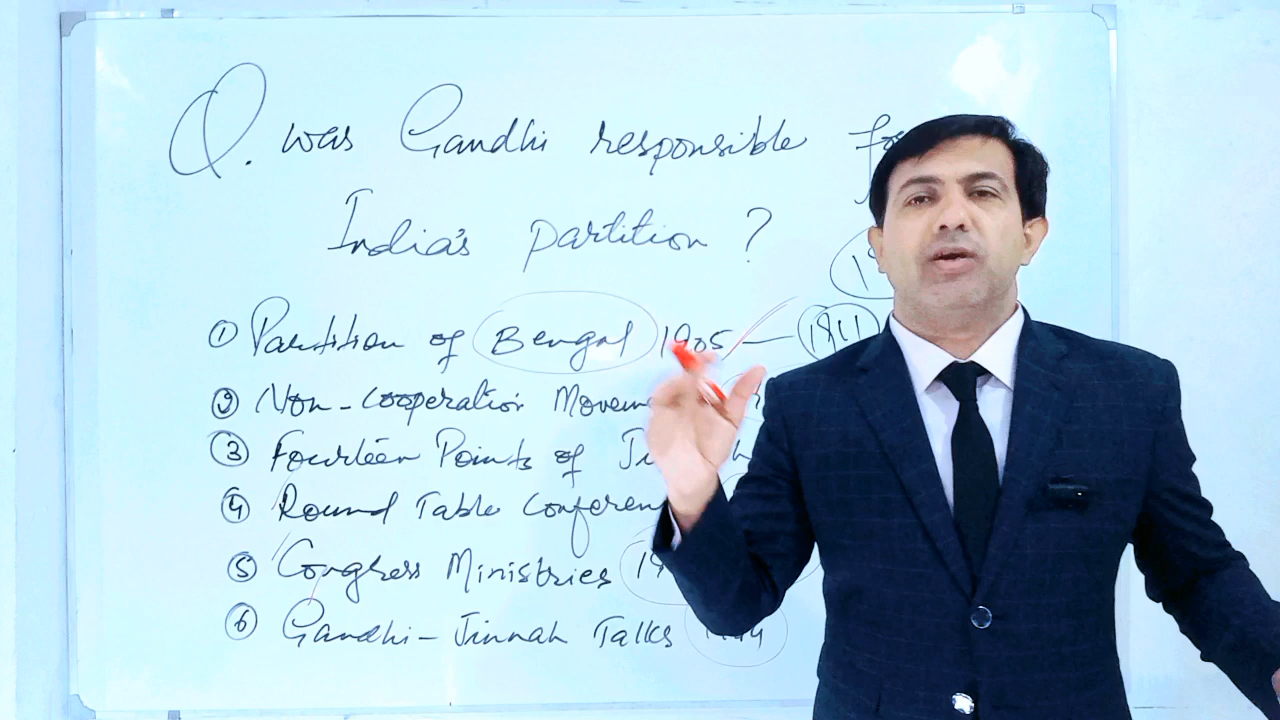 Q. was Gandhi responsible
India's partition ?
① Partition of Bengal 1905 — 1911
② Non-cooperation
③ Fourteen Points of
④ Round Table
⑤ Congress Ministries
⑥ Gandhi-Jinnah Talks